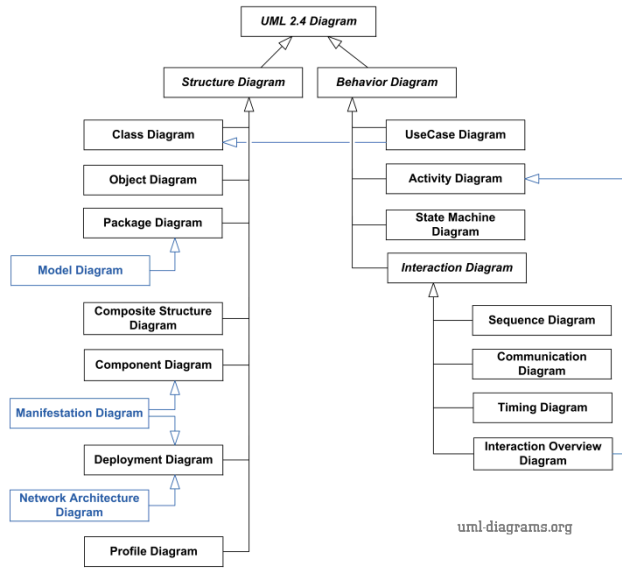 UML 2.4 Diagram
Structure Diagram
Behavior Diagram
Class Diagram
UseCase Diagram
Object Diagram
Activity Diagram
Package Diagram
State Machine
Diagram
Model Diagram
Interaction Diagram
Composite Structure
Diagram
Sequence Diagram
Component Diagram
Communication
Diagram
Manifestation Diagram
Timing Diagram
Deployment Diagram
Interaction Overview
Diagram
Network Architecture
Diagram
Profile Diagram
uml-diagrams.org